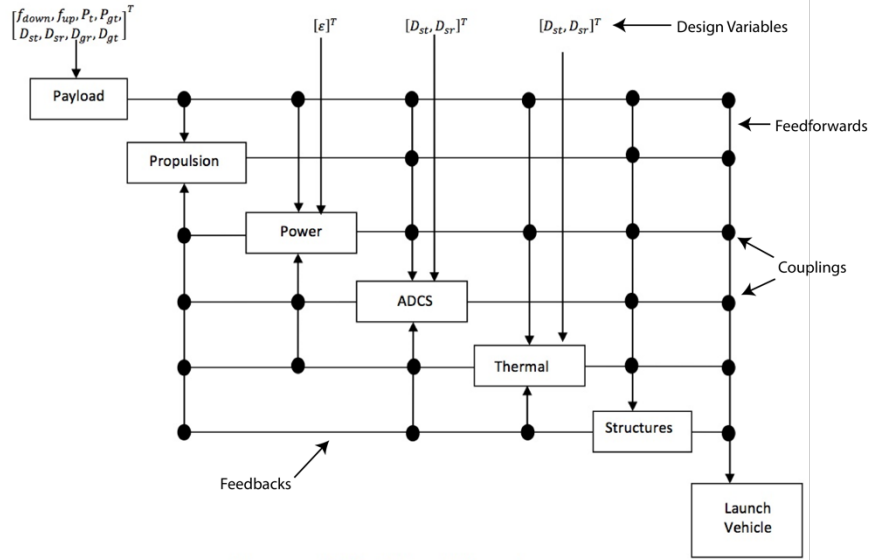 [f_down, f_up, P_t, P_gt,
D_st, D_sr, D_gr, D_gt]^T
[ε]^T
[D_st, D_sr]^T
[D_st, D_sr]^T
Design Variables
Payload
Feedforwards
Propulsion
Power
Couplings
ADCS
Thermal
Structures
Feedbacks
Launch
Vehicle